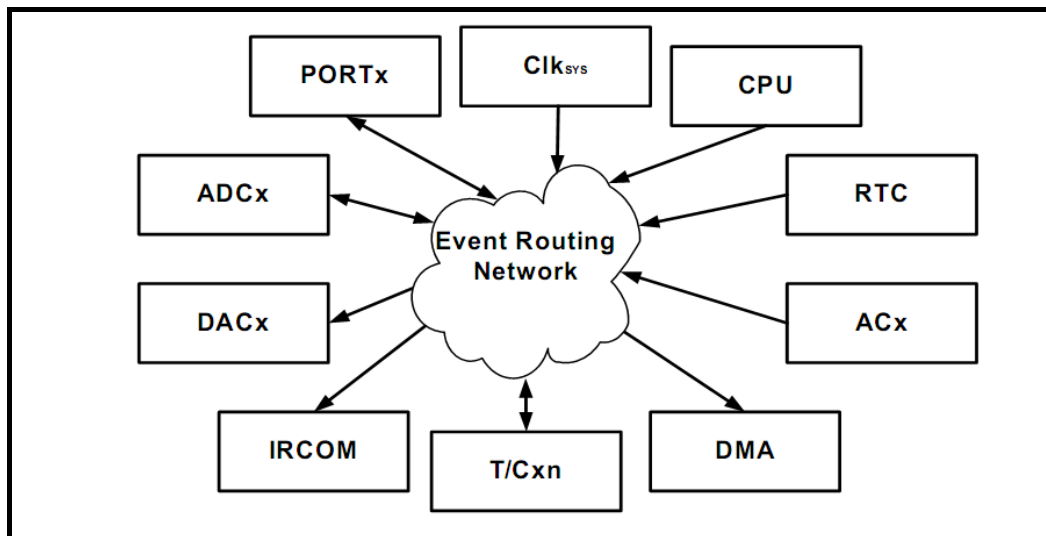 PORTx
ClkSYS
CPU
ADCx
RTC
Event Routing
Network
DACx
ACx
IRCOM
T/Cxn
DMA